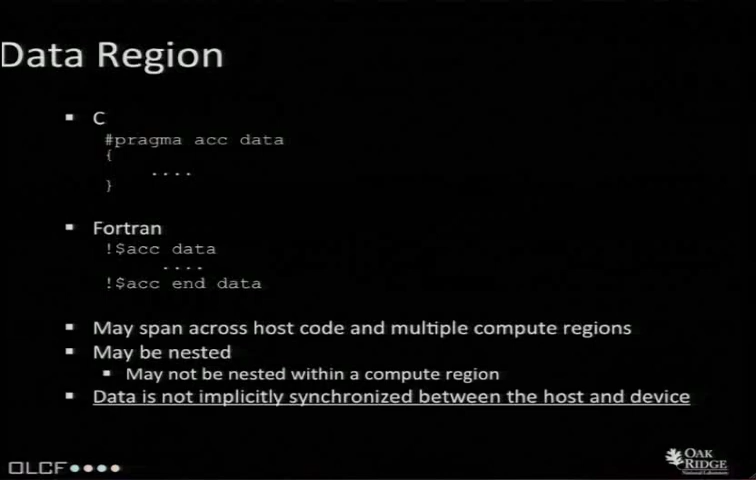 Data Region
▪ C
#pragma acc data
{
....
}
▪ Fortran
!$acc data
....
!$acc end data
▪ May span across host code and multiple compute regions
▪ May be nested
▪ May not be nested within a compute region
▪ Data is not implicitly synchronized between the host and device
OLCF
OAK
RIDGE
National Laboratory